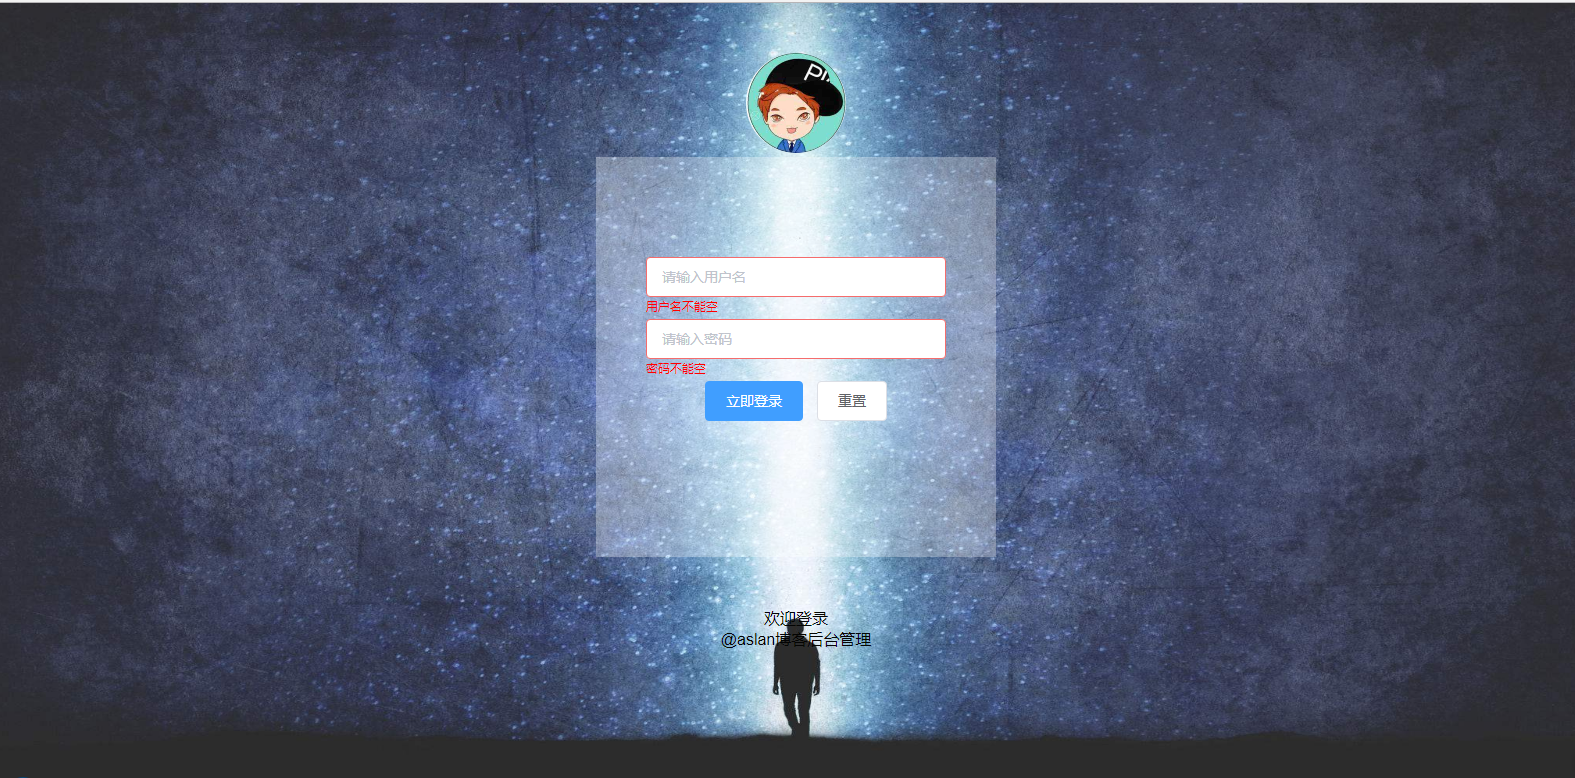 请输入用户名
用户名不能空
请输入密码
密码不能空
立即登录 重置
欢迎登录
@aslan博客后台管理